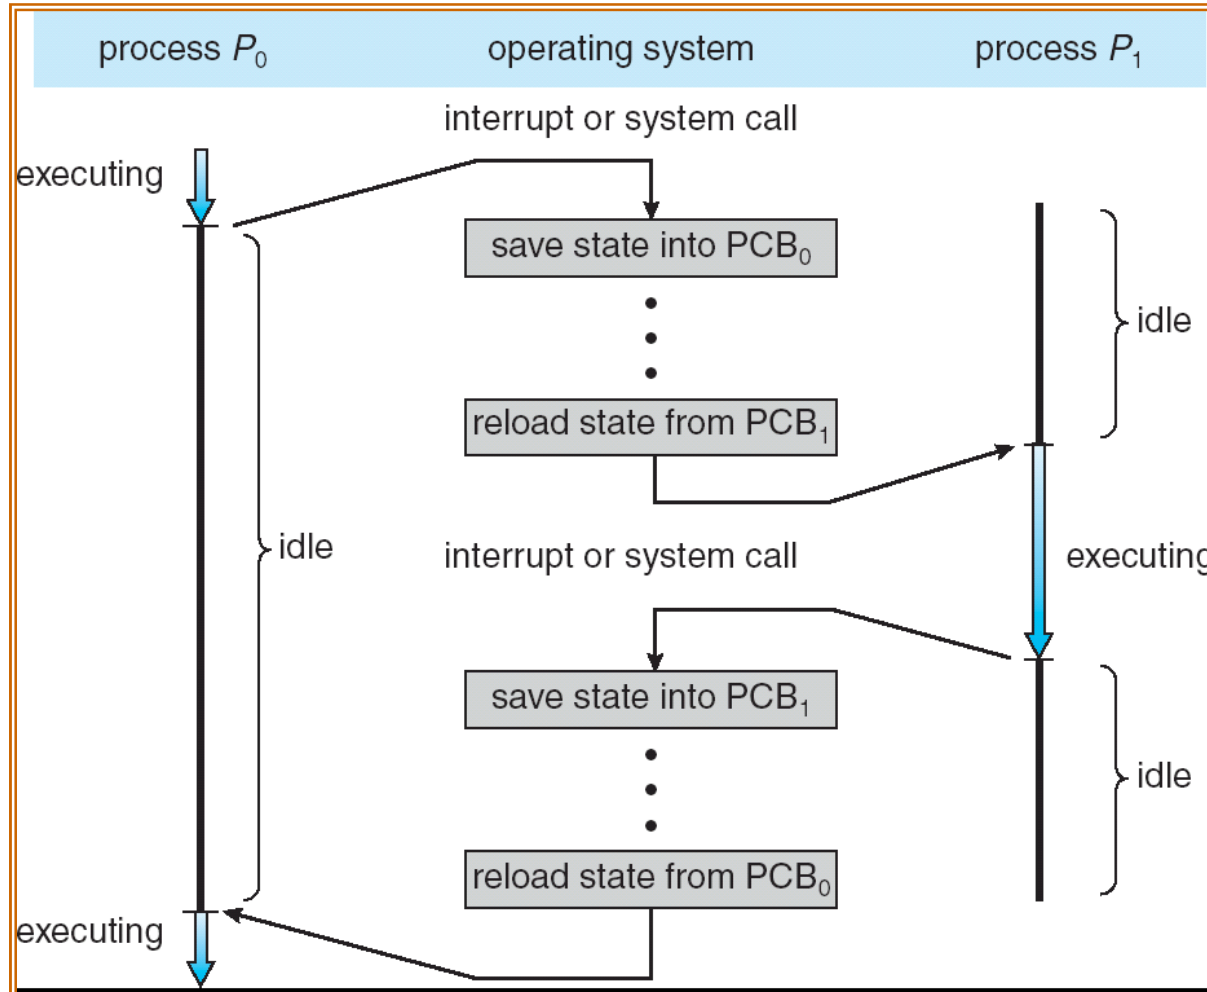 process P₀ operating system process P₁
interrupt or system call
executing
save state into PCB₀
idle
reload state from PCB₁
idle
interrupt or system call
executing
save state into PCB₁
idle
reload state from PCB₀
executing